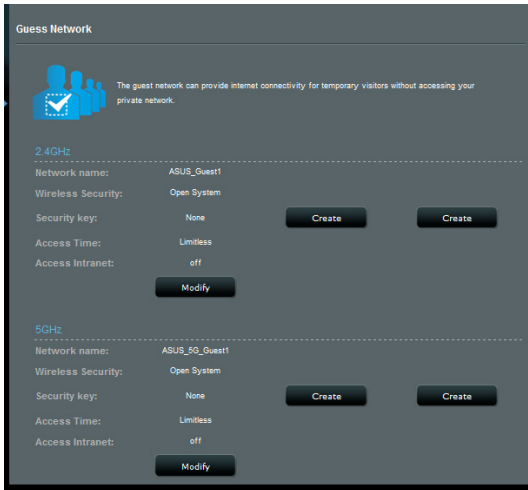 Guess Network
The guest network can provide internet connectivity for temporary visitors without accessing your
private network.
2.4GHz
Network name: ASUS_Guest1
Wireless Security: Open System
Security key: None Create Create
Access Time: Limitless
Access Intranet: off
Modify
5GHz
Network name: ASUS_5G_Guest1
Wireless Security: Open System
Security key: None Create Create
Access Time: Limitless
Access Intranet: off
Modify